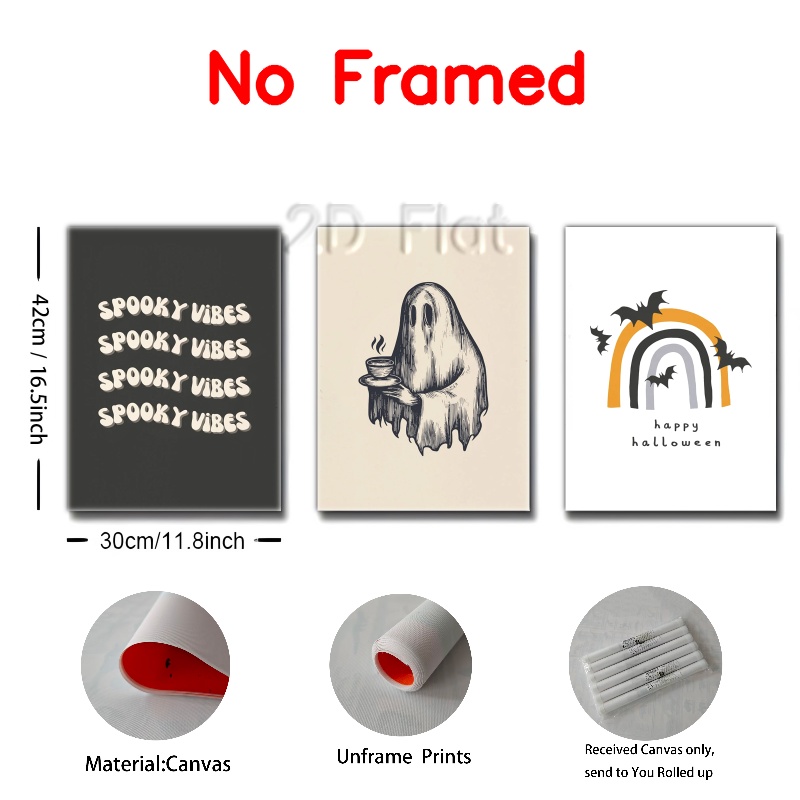 No Framed
2D Flat
42cm / 16.5inch
SPOOKY ViBES
SPOOKY ViBES
SPOOKY ViBES
SPOOKY ViBES
happy
halloween
30cm/11.8inch
Material:Canvas
Unframe Prints
Received Canvas only,
send to You Rolled up